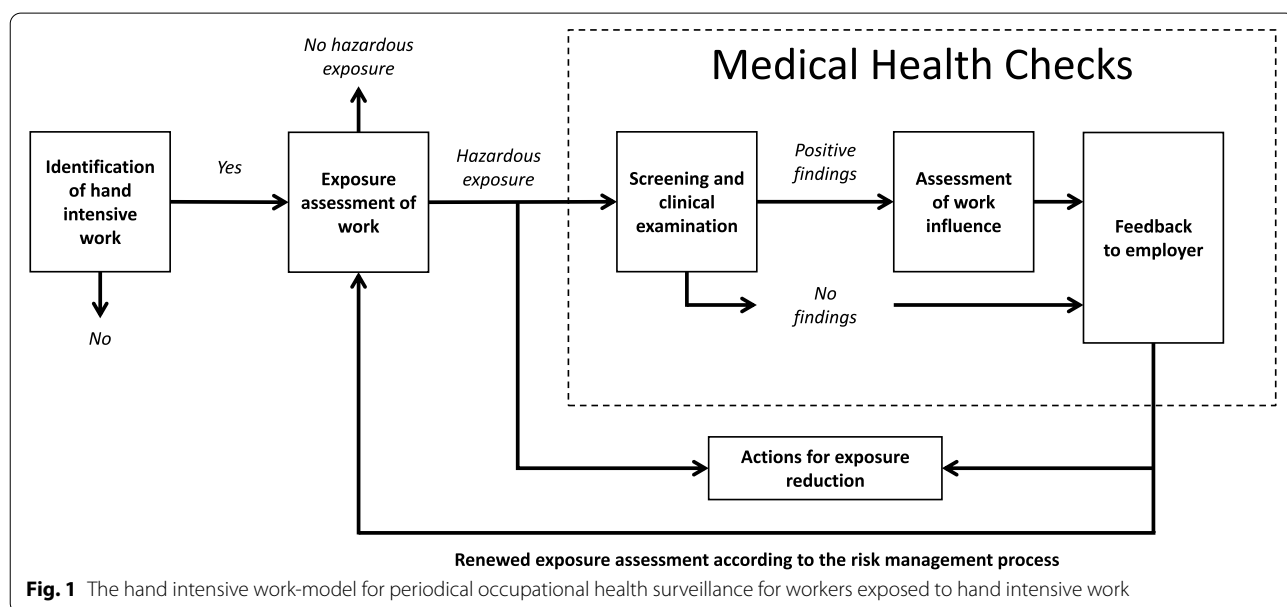 No hazardous
exposure
Medical Health Checks
Identification
of hand
intensive
work
Yes
Exposure
assessment of
work
Hazardous
exposure
Screening and
clinical
examination
Positive
findings
Assessment
of work
influence
Feedback
to employer
No
No
findings
Actions for exposure
reduction
Renewed exposure assessment according to the risk management process
Fig. 1 The hand intensive work-model for periodical occupational health surveillance for workers exposed to hand intensive work